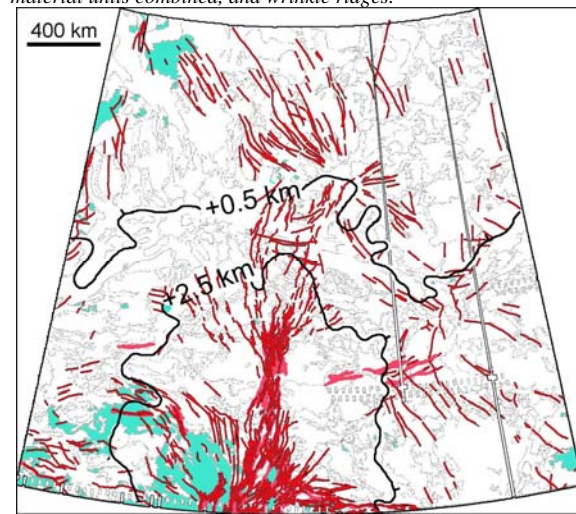 material units combined, and wrinkle ridges.
400 km
+0.5 km
+2.5 km